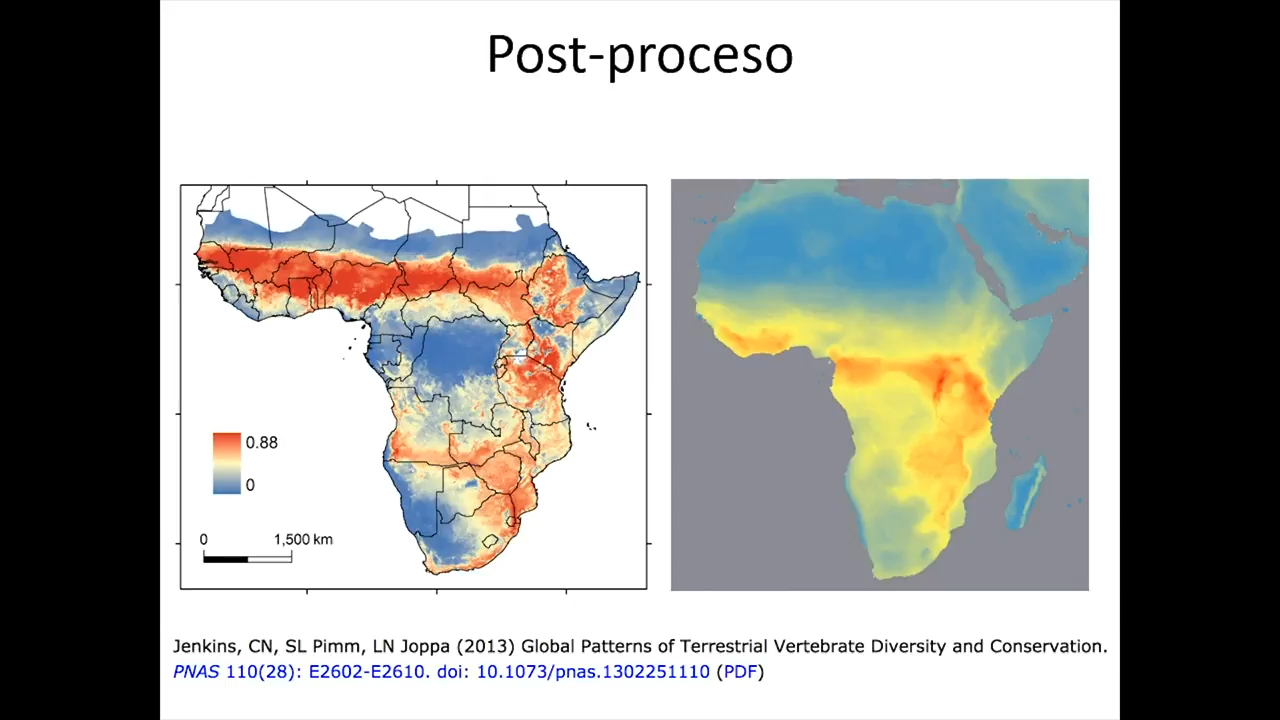 Post-proceso
0.88
0
0 1,500 km
Jenkins, CN, SL Pimm, LN Joppa (2013) Global Patterns of Terrestrial Vertebrate Diversity and Conservation.
PNAS 110(28): E2602-E2610. doi: 10.1073/pnas.1302251110 (PDF)